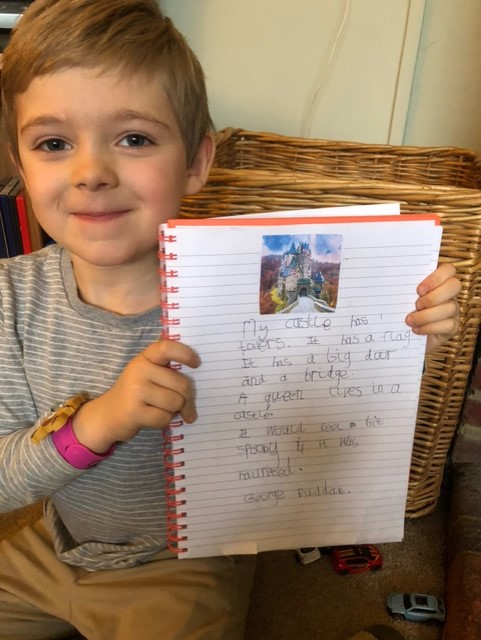 My castle has
towers. It has a flag
It has a big door
and a bridge.
A queen lives in a
castle.
It would feel a bit
spooky if it was
haunted.
George